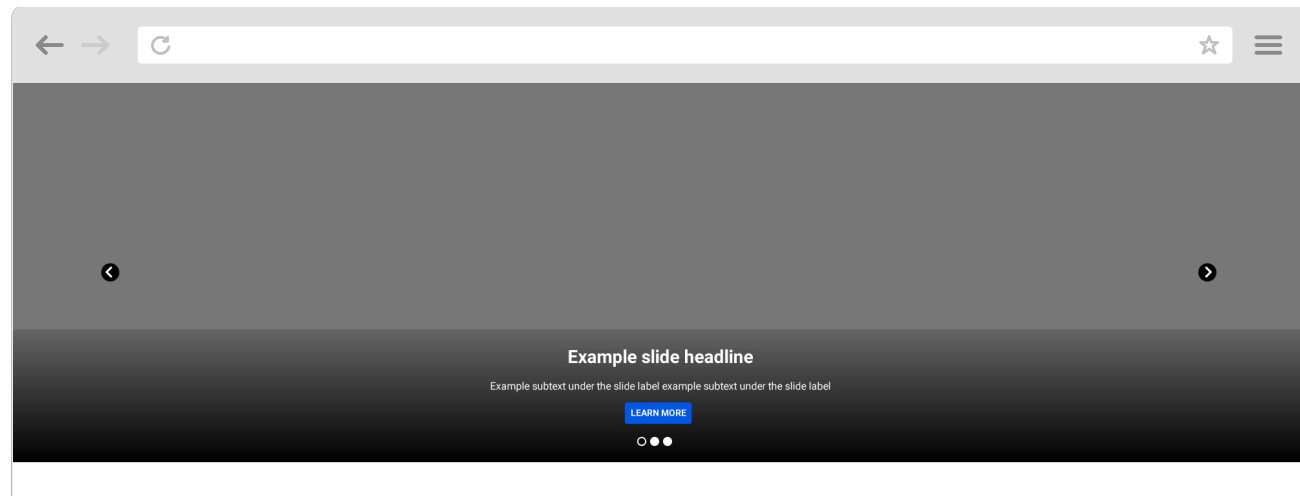 Example slide headline
Example subtext under the slide label example subtext under the slide label
LEARN MORE